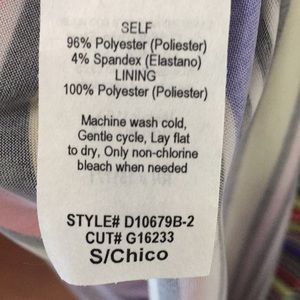 SELF
96% Polyester (Poliester)
4% Spandex (Elastano)
LINING
100% Polyester (Poliester)
Machine wash cold,
Gentle cycle, Lay flat
to dry, Only non-chlorine
bleach when needed
STYLE# D10679B-2
CUT# G16233
S/Chico